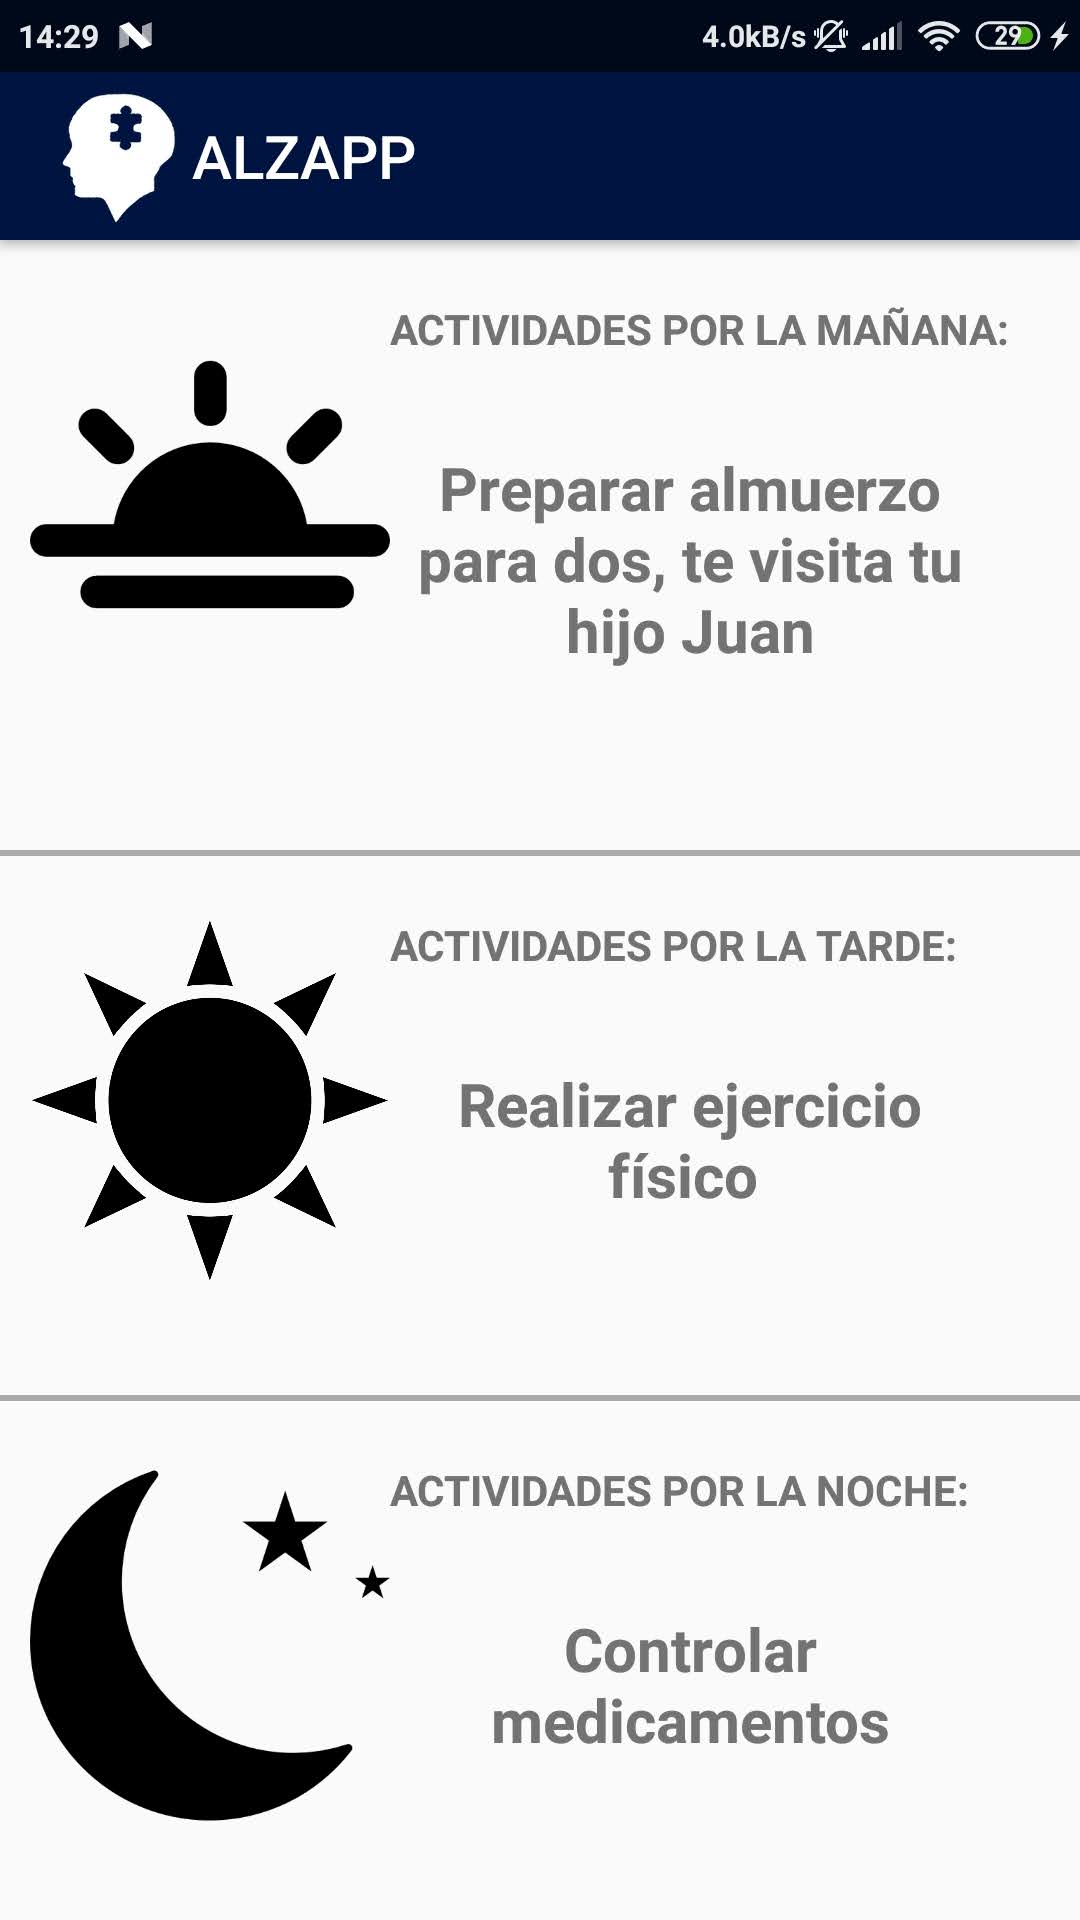 14:29 4.0kB/s 29
ALZAPP
ACTIVIDADES POR LA MAÑANA:
Preparar almuerzo
para dos, te visita tu
hijo Juan
ACTIVIDADES POR LA TARDE:
Realizar ejercicio
físico
ACTIVIDADES POR LA NOCHE:
Controlar
medicamentos